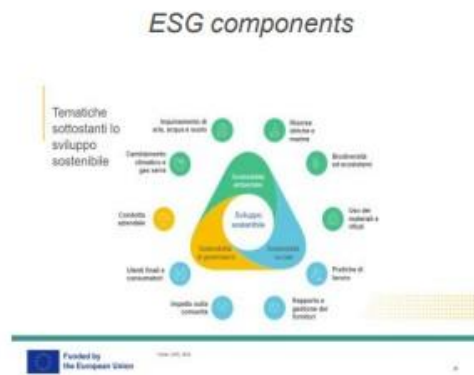 ESG components
Tematiche
sottostanti lo
sviluppo
sostenibile
Inquinamento di
aria, acqua e suolo
Risorse
idriche e
marine
Cambiamento
climatico e
gas serra
Biodiversità
ed ecosistemi
Sostenibilità
ambientale
Condotta
aziendale
Sviluppo
sostenibile
Uso dei
materiali e
rifiuti
Sostenibilità
di governance
Sostenibilità
sociale
Utenti finali e
consumatori
Pratiche di
lavoro
Impatto sulla
comunità
Rapporto e
gestione dei
fornitori
Funded by
the European Union